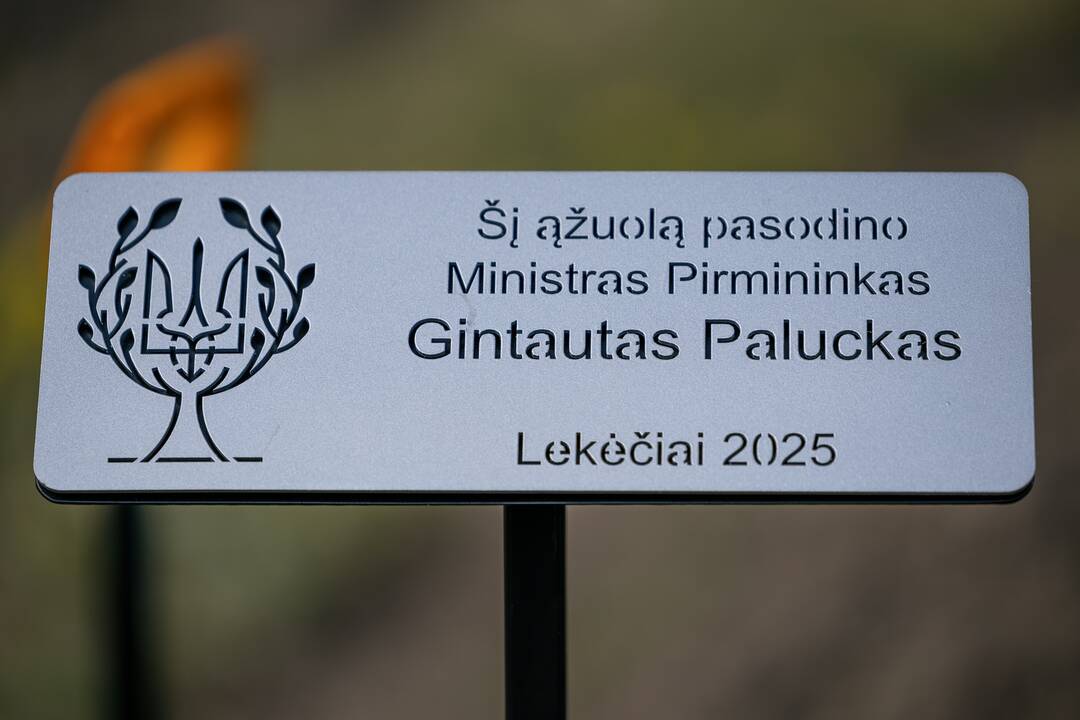 Šį ąžuolą pasodino
Ministras Pirmininkas
Gintautas Paluckas
Lekėčiai 2025